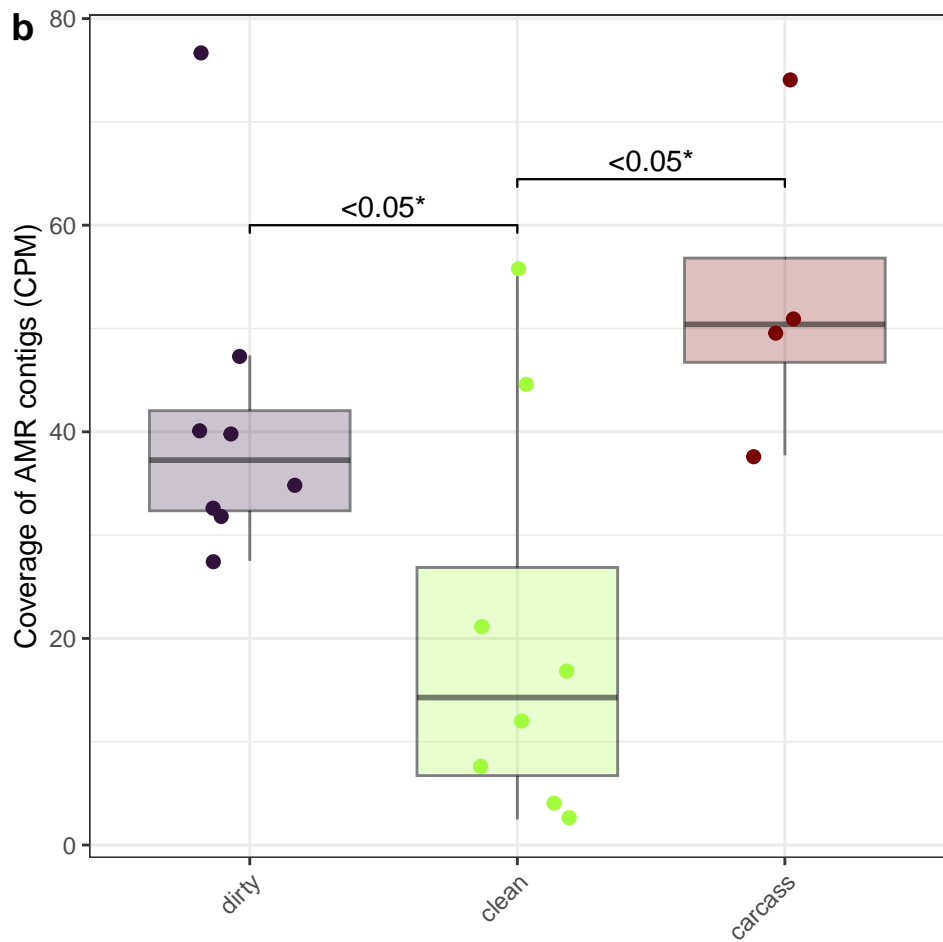 b
80
<0.05*
<0.05*
60
40
20
0
Coverage of AMR contigs (CPM)
dirty
clean
carcass